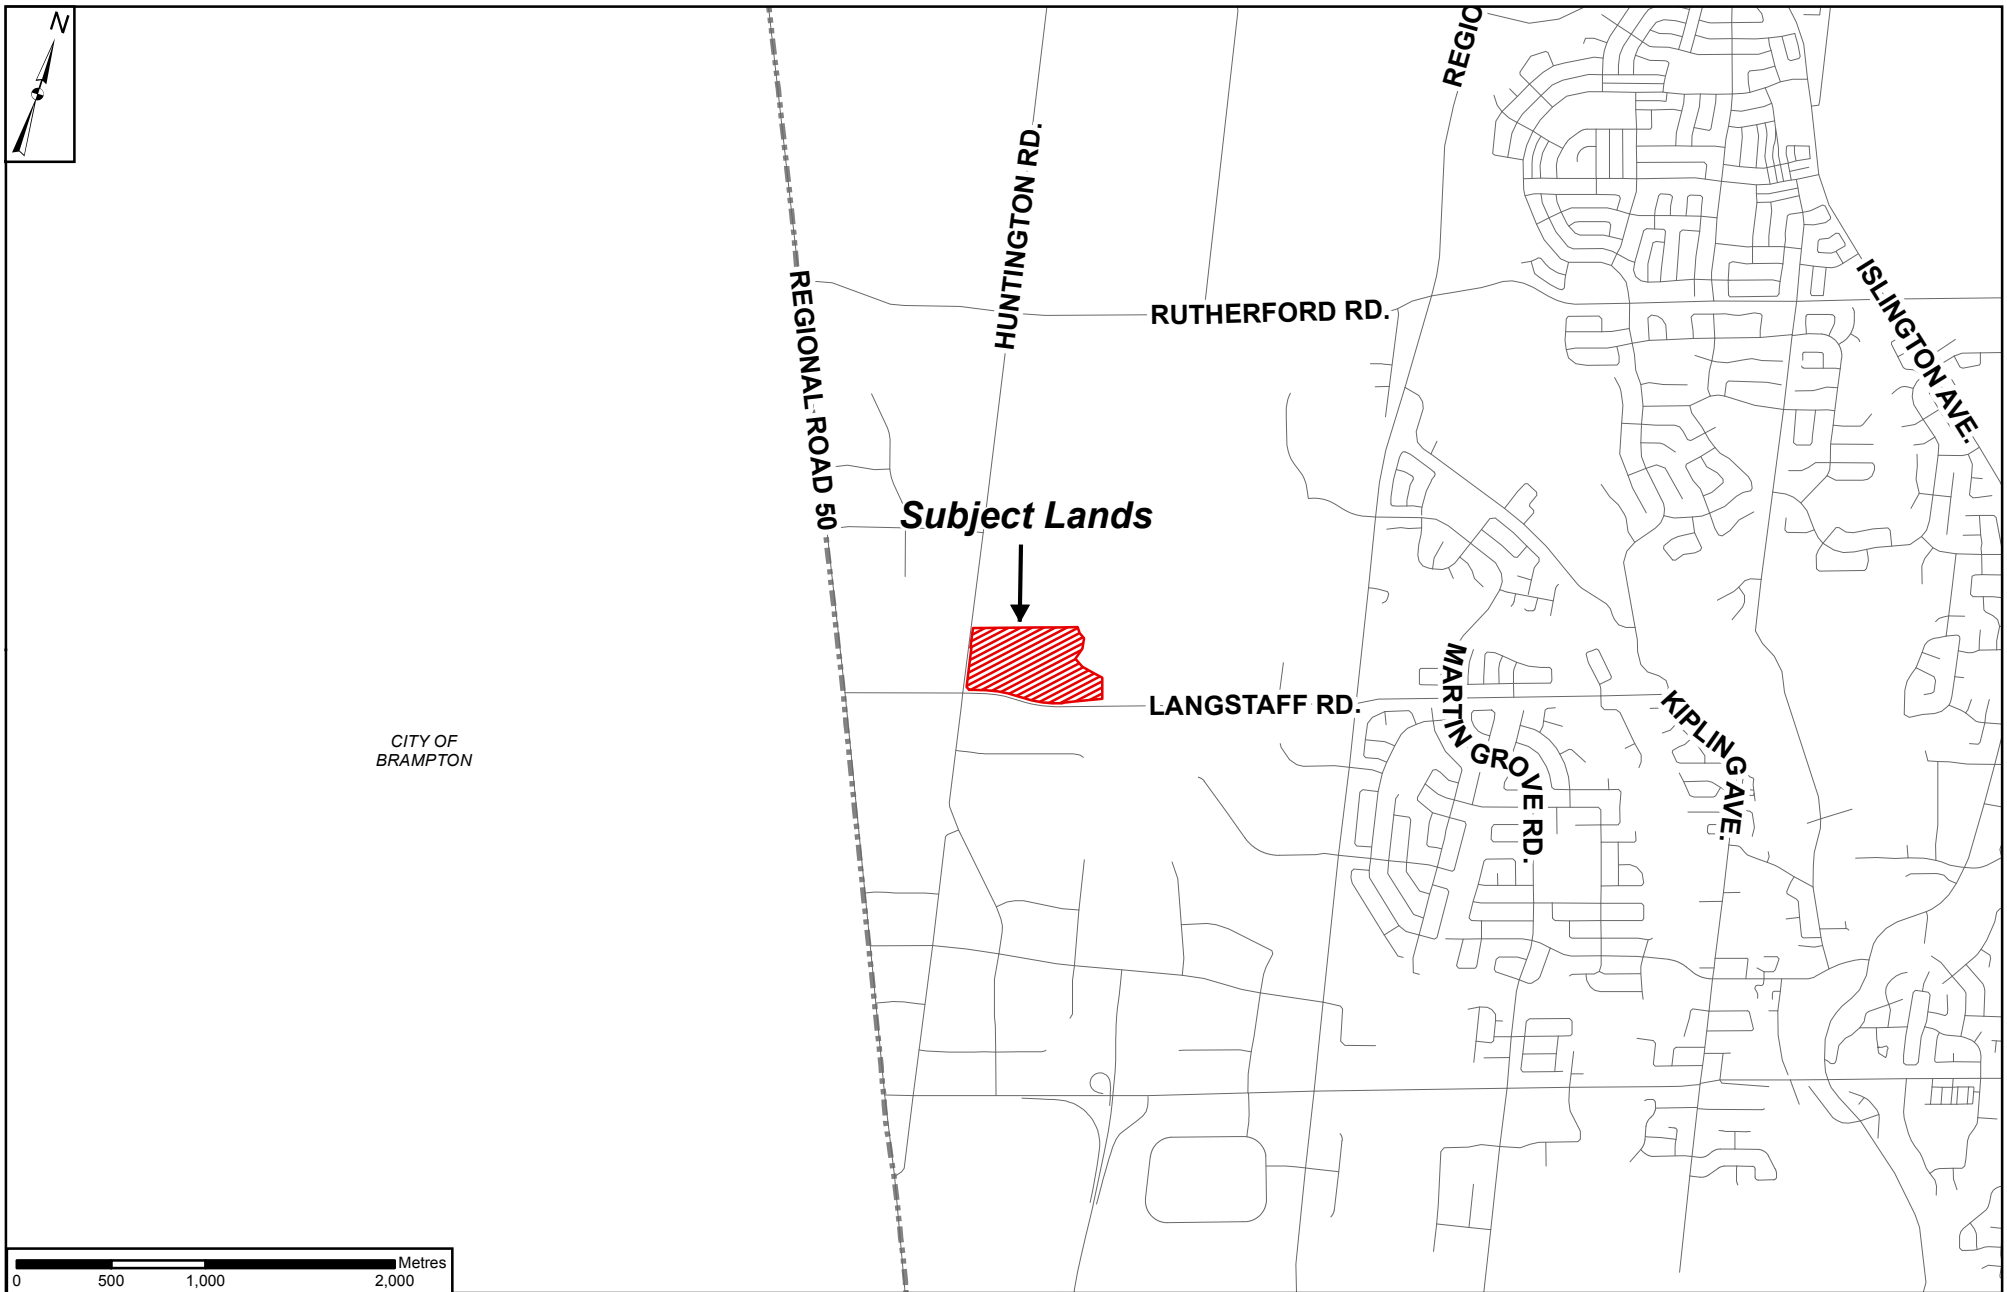 N
REGIO
HUNTINGTON RD.
ISLINGTON AVE.
REGIONAL ROAD 50
RUTHERFORD RD.
Subject Lands
MARTIN GROVE RD.
LANGSTAFF RD.
KIPLING AVE.
CITY OF
BRAMPTON
Metres
0 500 1,000 2,000